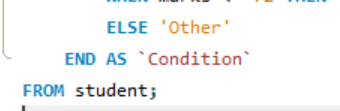 ELSE 'Other'
END AS `Condition`
FROM student;